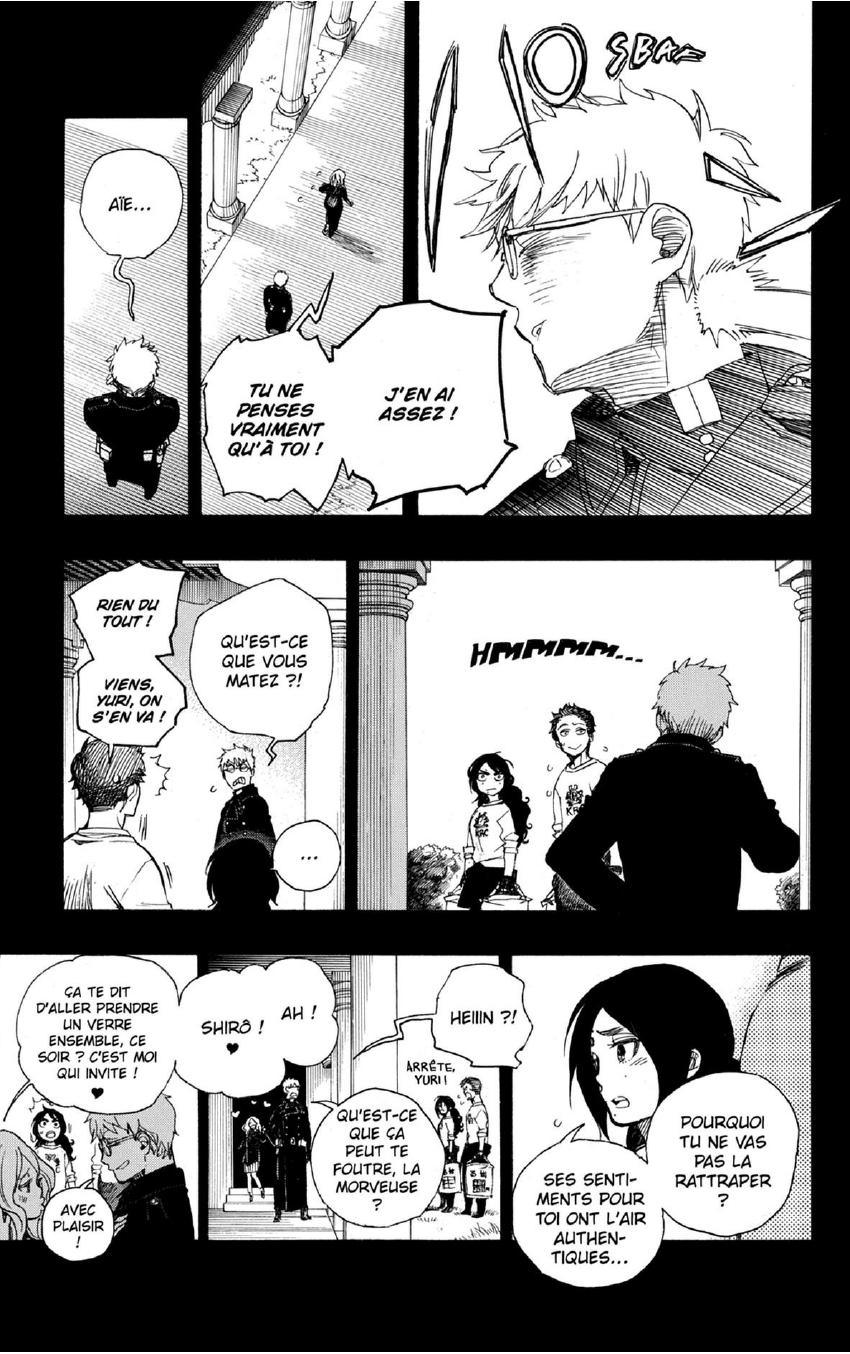 SBAF
J'EN AI
ASSEZ !
TU NE
PENSES
VRAIMENT
QU'À TOI !
AÏE...
HMMMMM...
KRC
QU'EST-CE
QUE VOUS
MATEZ ?!
RIEN DU
TOUT !
VIENS,
YURI, ON
S'EN VA !
...
POURQUOI
TU NE VAS
PAS LA
RATTRAPER
?
SES SENTI-
MENTS POUR
TOI ONT L'AIR
AUTHEN-
TIQUES...
HEIIIN ?!
ARRÊTE,
YURI !
QU'EST-CE
QUE ÇA
PEUT TE
FOUTRE, LA
MORVEUSE
?
AH !
SHIRÔ !
♥
ÇA TE DIT
D'ALLER PRENDRE
UN VERRE
ENSEMBLE, CE
SOIR ? C'EST MOI
QUI INVITE !
♥
AVEC
PLAISIR
!